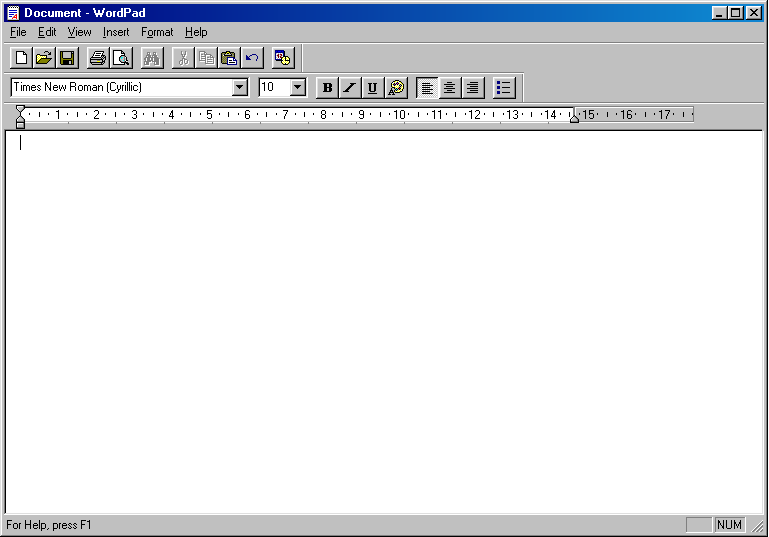 Document - WordPad
File Edit View Insert Format Help
Times New Roman (Cyrillic) 10 B I U
1 2 3 4 5 6 7 8 9 10 11 12 13 14 15 16 17
For Help, press F1 NUM